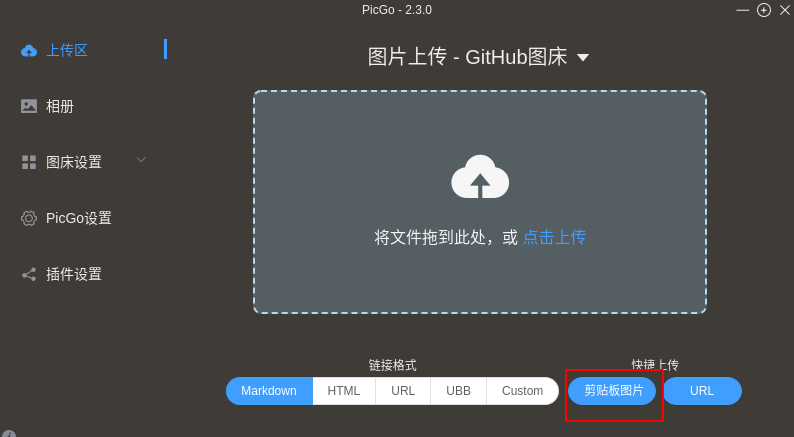 PicGo - 2.3.0
上传区
相册
图床设置
PicGo设置
插件设置
图片上传 - GitHub图床
将文件拖到此处，或 点击上传
链接格式
Markdown HTML URL UBB Custom
快捷上传
剪贴板图片 URL